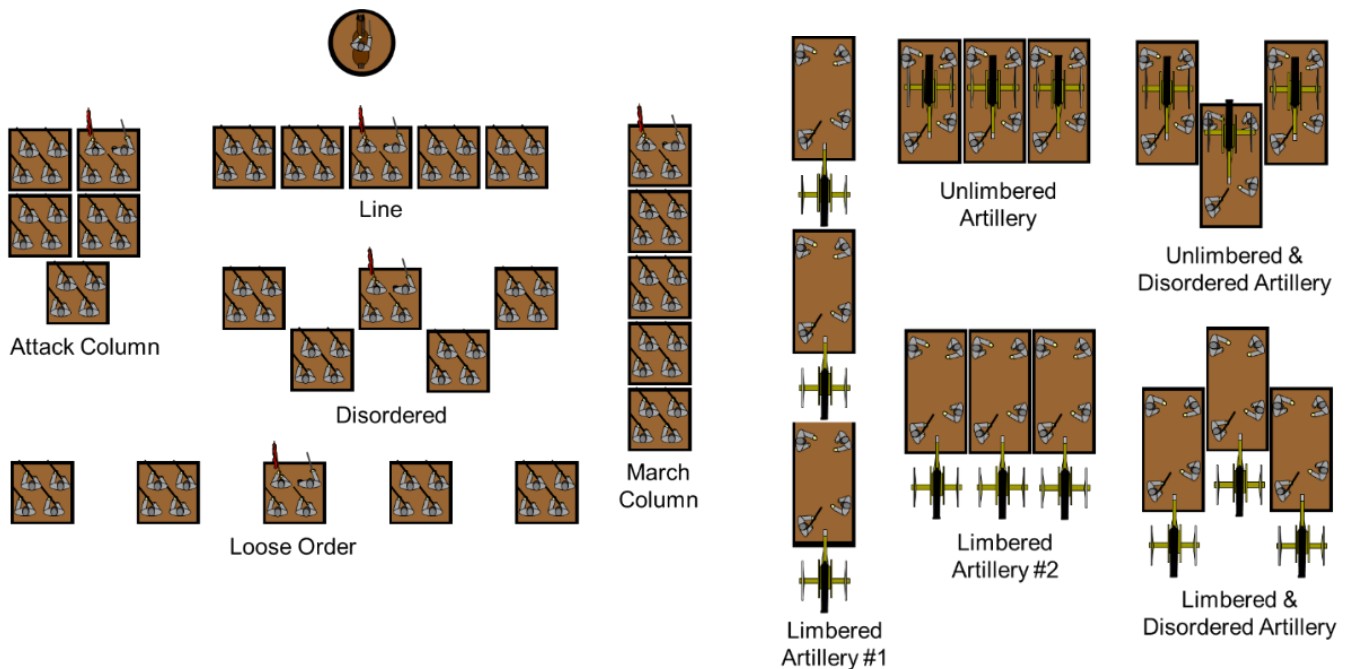 Attack Column
Line
Disordered
Loose Order
March
Column
Limbered
Artillery #1
Unlimbered
Artillery
Unlimbered &
Disordered Artillery
Limbered
Artillery #2
Limbered &
Disordered Artillery